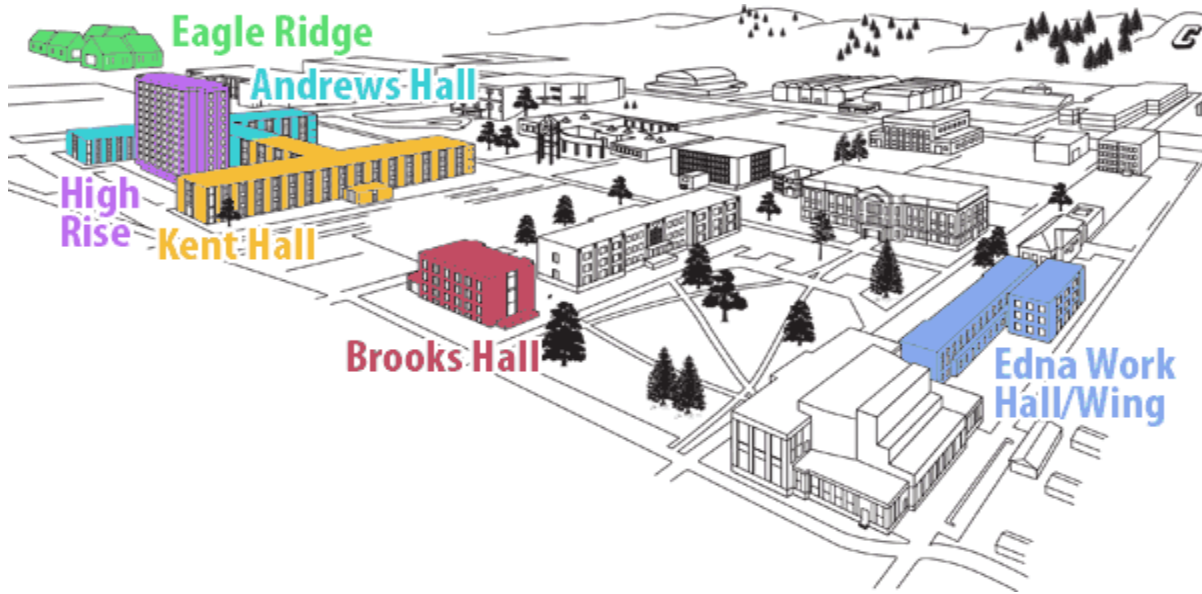 Eagle Ridge
Andrews Hall
High
Rise
Kent Hall
Brooks Hall
Edna Work
Hall/Wing
C